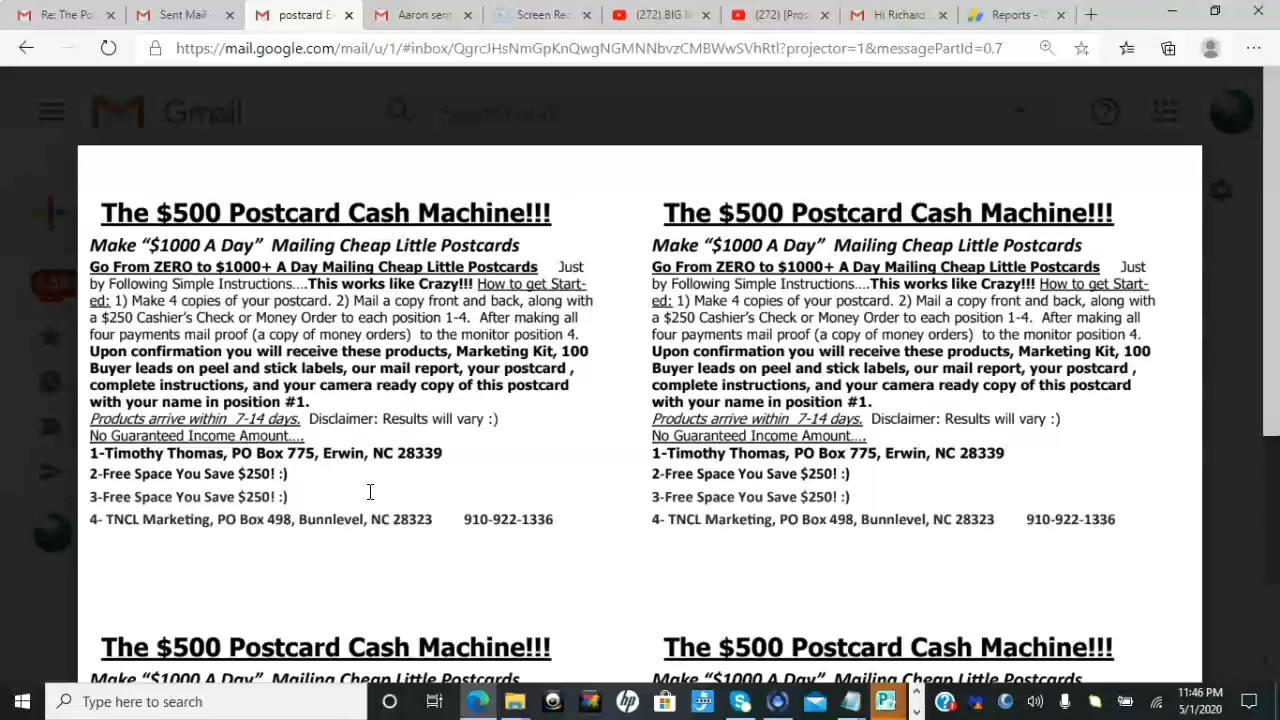 Re: The Po
Sent Mail -
postcard E
Aaron sent
Screen Rec
(272) BIG
(272) [Pros
Hi Richard
Reports -
https://mail.google.com/mail/u/1/#inbox/QgrcJHsNmGpKnQwgNGMNNbvzCMBWwSVhRtl?projector=1&messagePartId=0.7
Gmail
The $500 Postcard Cash Machine!!!
Make “$1000 A Day” Mailing Cheap Little Postcards
Go From ZERO to $1000+ A Day Mailing Cheap Little Postcards Just
by Following Simple Instructions....This works like Crazy!!! How to get Start-
ed: 1) Make 4 copies of your postcard. 2) Mail a copy front and back, along with
a $250 Cashier’s Check or Money Order to each position 1-4. After making all
four payments mail proof (a copy of money orders) to the monitor position 4.
Upon confirmation you will receive these products, Marketing Kit, 100
Buyer leads on peel and stick labels, our mail report, your postcard ,
complete instructions, and your camera ready copy of this postcard
with your name in position #1.
Products arrive within 7-14 days. Disclaimer: Results will vary :)
No Guaranteed Income Amount....
1-Timothy Thomas, PO Box 775, Erwin, NC 28339
2-Free Space You Save $250! :)
3-Free Space You Save $250! :)
4- TNCL Marketing, PO Box 498, Bunnlevel, NC 28323 910-922-1336
The $500 Postcard Cash Machine!!!
Make “$1000 A Day” Mailing Cheap Little Postcards
Go From ZERO to $1000+ A Day Mailing Cheap Little Postcards Just
by Following Simple Instructions....This works like Crazy!!! How to get Start-
ed: 1) Make 4 copies of your postcard. 2) Mail a copy front and back, along with
a $250 Cashier’s Check or Money Order to each position 1-4. After making all
four payments mail proof (a copy of money orders) to the monitor position 4.
Upon confirmation you will receive these products, Marketing Kit, 100
Buyer leads on peel and stick labels, our mail report, your postcard ,
complete instructions, and your camera ready copy of this postcard
with your name in position #1.
Products arrive within 7-14 days. Disclaimer: Results will vary :)
No Guaranteed Income Amount....
1-Timothy Thomas, PO Box 775, Erwin, NC 28339
2-Free Space You Save $250! :)
3-Free Space You Save $250! :)
4- TNCL Marketing, PO Box 498, Bunnlevel, NC 28323 910-922-1336
The $500 Postcard Cash Machine!!!
Make “$1000 A Day” Mailing Cheap Little Postcards
The $500 Postcard Cash Machine!!!
Make “$1000 A Day” Mailing Cheap Little Postcards
Type here to search
11:46 PM
5/1/2020